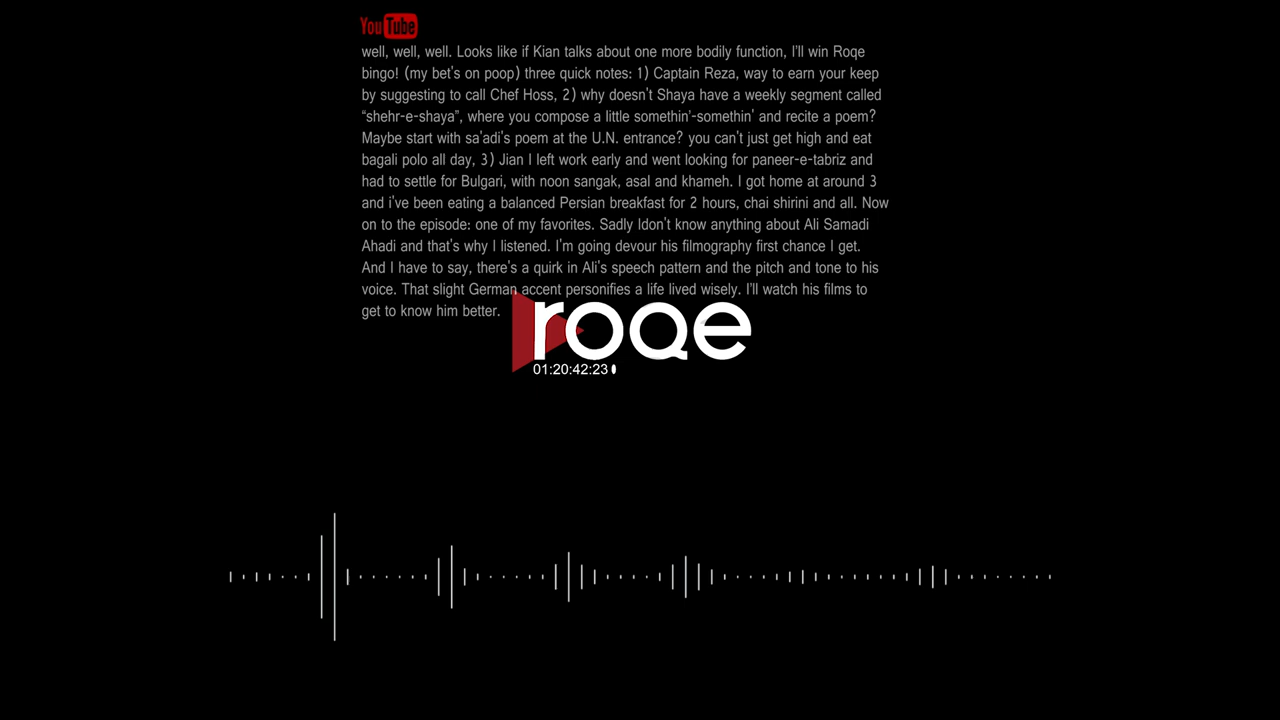 YouTube
well, well, well. Looks like if Kian talks about one more bodily function, I'll win Roqe
bingo! (my bet's on poop) three quick notes: 1) Captain Reza, way to earn your keep
by suggesting to call Chef Hoss, 2) why doesn't Shaya have a weekly segment called
"shehr-e-shaya", where you compose a little somethin'-somethin' and recite a poem?
Maybe start with sa'adi's poem at the U.N. entrance? you can't just get high and eat
bagali polo all day, 3) Jian I left work early and went looking for paneer-e-tabriz and
had to settle for Bulgari, with noon sangak, asal and khameh. I got home at around 3
and i've been eating a balanced Persian breakfast for 2 hours, chai shirini and all. Now
on to the episode: one of my favorites. Sadly Idon't know anything about Ali Samadi
Ahadi and that's why I listened. I'm going devour his filmography first chance I get.
And I have to say, there's a quirk in Ali's speech pattern and the pitch and tone to his
voice. That slight German accent personifies a life lived wisely. I'll watch his films to
get to know him better.
roqe
01:20:42:23